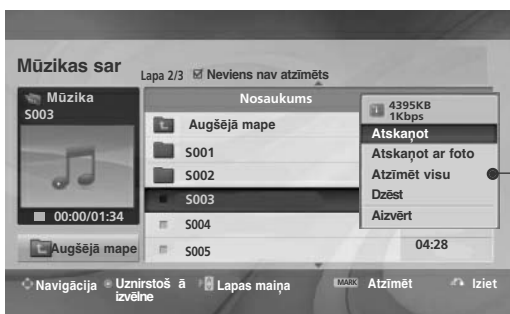 Mūzikas sar
Lapa 2/3 Neviens nav atzīmēts
Mūzika
S003
00:00/01:34
Augšējā mape
Nosaukums
Augšējā mape
S001
S002
S003
S004
S005
04:28
4395KB
1Kbps
Atskaņot
Atskaņot ar foto
Atzīmēt visu
Dzēst
Aizvērt
Navigācija Uznirstoš ā izvēlne Lapas maiņa MARK Atzīmēt Iziet